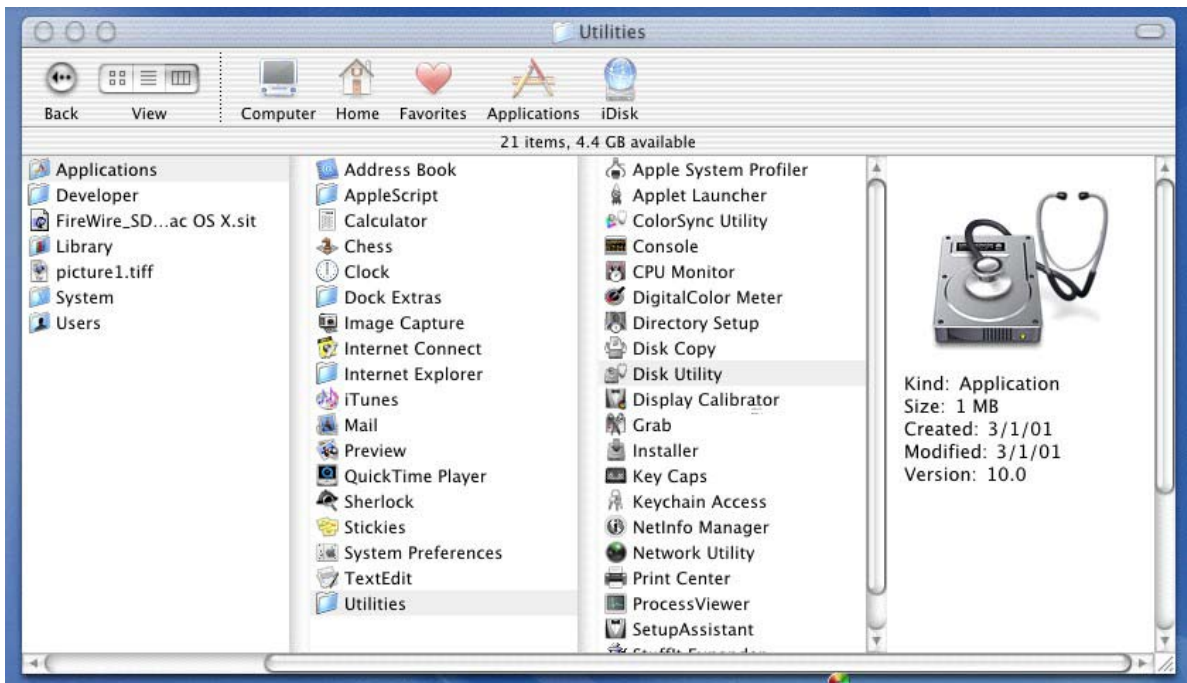 Utilities
Back
View
Computer
Home
Favorites
Applications
iDisk
21 items, 4.4 GB available
Applications
Developer
FireWire_SD...ac OS X.sit
Library
picture1.tiff
System
Users
Address Book
AppleScript
Calculator
Chess
Clock
Dock Extras
Image Capture
Internet Connect
Internet Explorer
iTunes
Mail
Preview
QuickTime Player
Sherlock
Stickies
System Preferences
TextEdit
Utilities
Apple System Profiler
Applet Launcher
ColorSync Utility
Console
CPU Monitor
DigitalColor Meter
Directory Setup
Disk Copy
Disk Utility
Display Calibrator
Grab
Installer
Key Caps
Keychain Access
NetInfo Manager
Network Utility
Print Center
ProcessViewer
SetupAssistant
Kind: Application
Size: 1 MB
Created: 3/1/01
Modified: 3/1/01
Version: 10.0